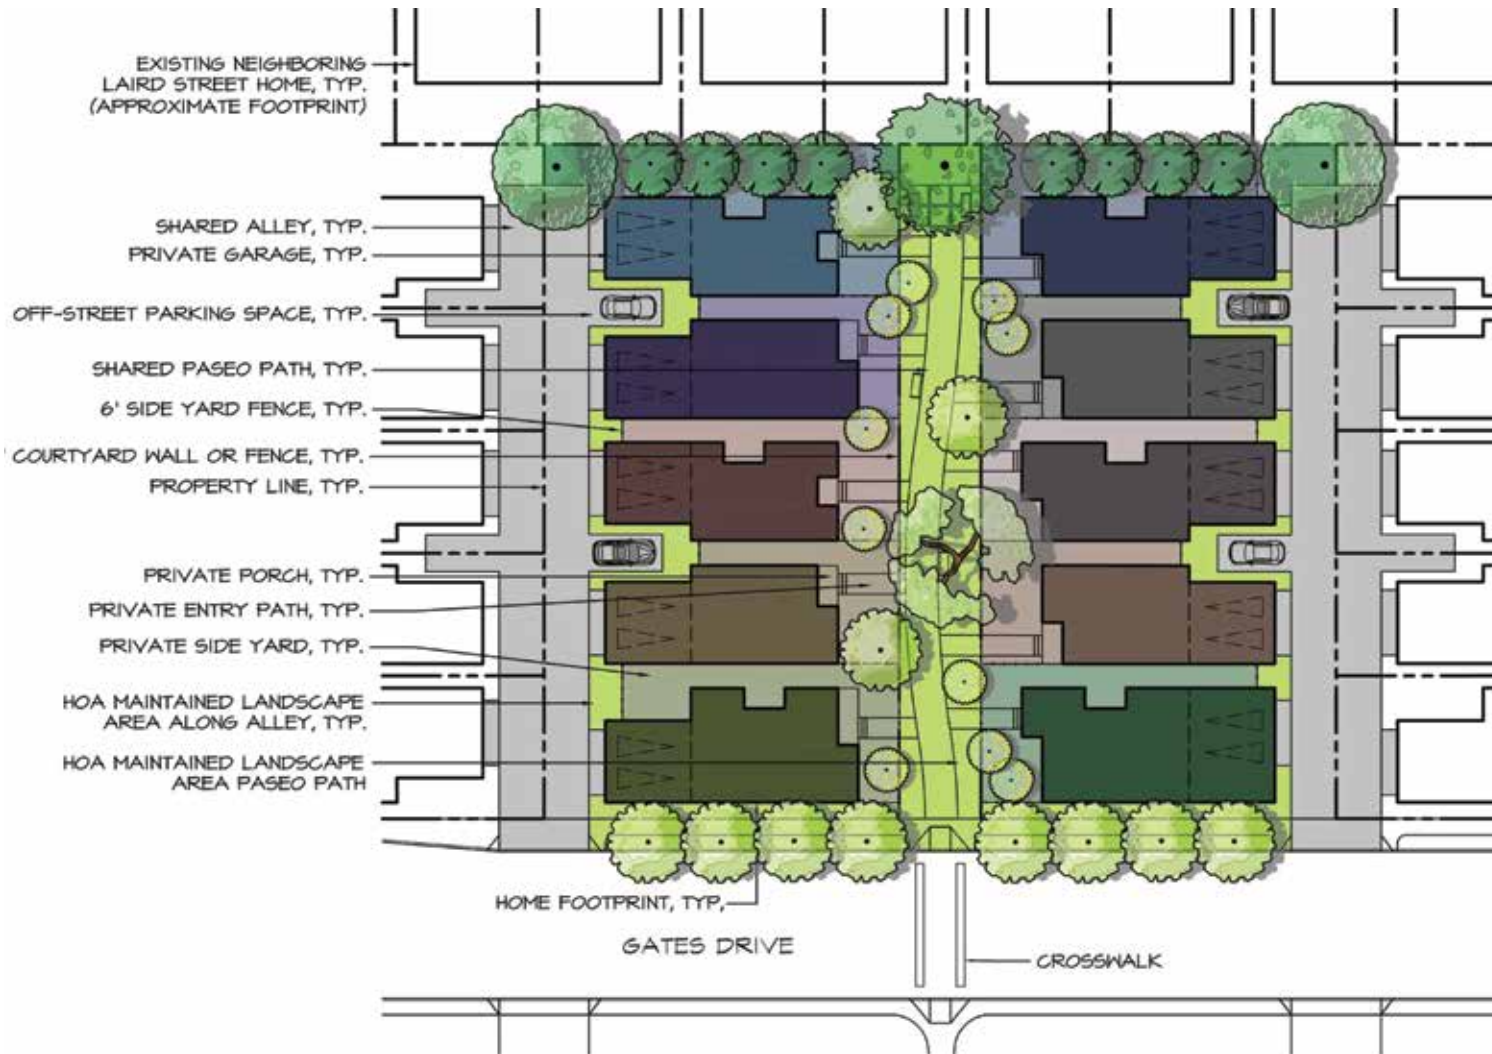 EXISTING NEIGHBORING
LAIRD STREET HOME, TYP.
(APPROXIMATE FOOTPRINT)
SHARED ALLEY, TYP.
PRIVATE GARAGE, TYP.
OFF-STREET PARKING SPACE, TYP.
SHARED PASEO PATH, TYP.
6' SIDE YARD FENCE, TYP.
COURTYARD WALL OR FENCE, TYP.
PROPERTY LINE, TYP.
PRIVATE PORCH, TYP.
PRIVATE ENTRY PATH, TYP.
PRIVATE SIDE YARD, TYP.
HOA MAINTAINED LANDSCAPE
AREA ALONG ALLEY, TYP.
HOA MAINTAINED LANDSCAPE
AREA PASEO PATH
HOME FOOTPRINT, TYP,
GATES DRIVE
CROSSWALK